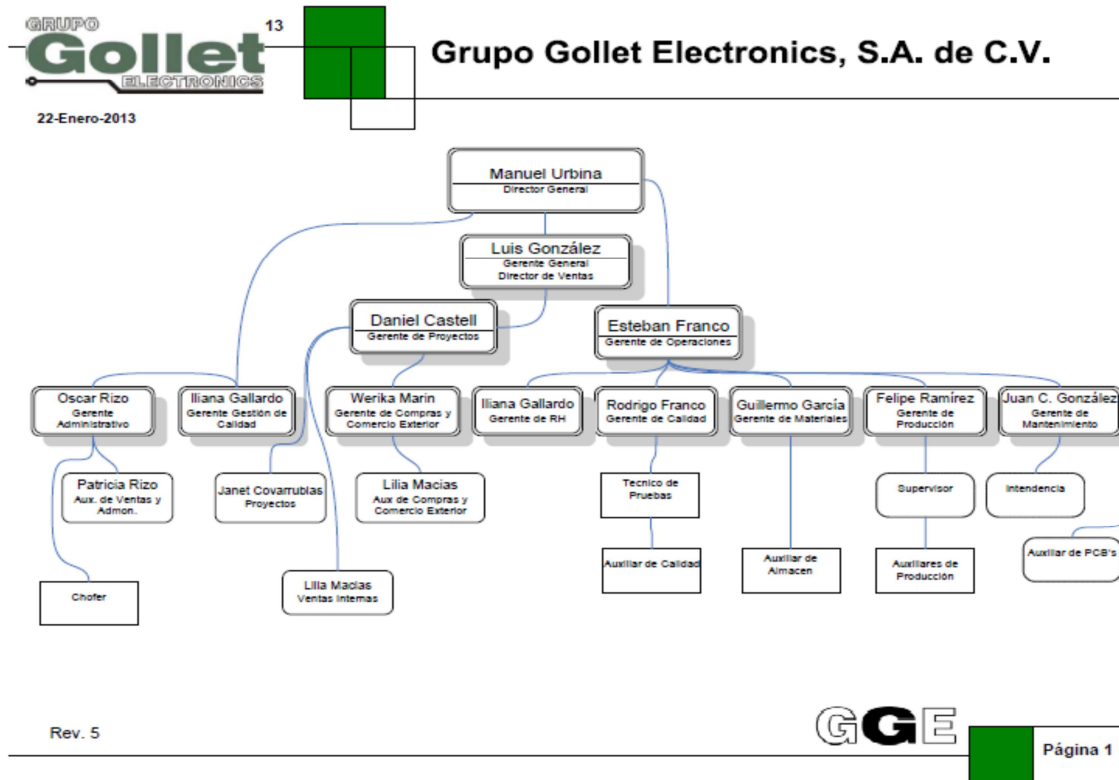 GRUPO
Gollet
ELECTRONICS
13
Grupo Gollet Electronics, S.A. de C.V.
22-Enero-2013
Manuel Urbina
Director General
Luis González
Gerente General
Director de Ventas
Daniel Castell
Gerente de Proyectos
Esteban Franco
Gerente de Operaciones
Oscar Rizo
Gerente
Administrativo
Iliana Gallardo
Gerente Gestión de
Calidad
Werika Marin
Gerente de Compras y
Comercio Exterior
Iliana Gallardo
Gerente de RH
Rodrigo Franco
Gerente de Calidad
Guillermo García
Gerente de Materiales
Felipe Ramírez
Gerente de
Producción
Juan C. González
Gerente de
Mantenimiento
Patricia Rizo
Aux. de Ventas y
Admon.
Janet Covarrubias
Proyectos
Lilia Macias
Aux de Compras y
Comercio Exterior
Tecnico de
Pruebas
Supervisor
Intendencia
Chofer
Lilia Macias
Ventas Internas
Auxiliar de Calidad
Auxiliar de
Almacen
Auxiliares de
Producción
Auxiliar de PCB's
Rev. 5
GGE
Página 1